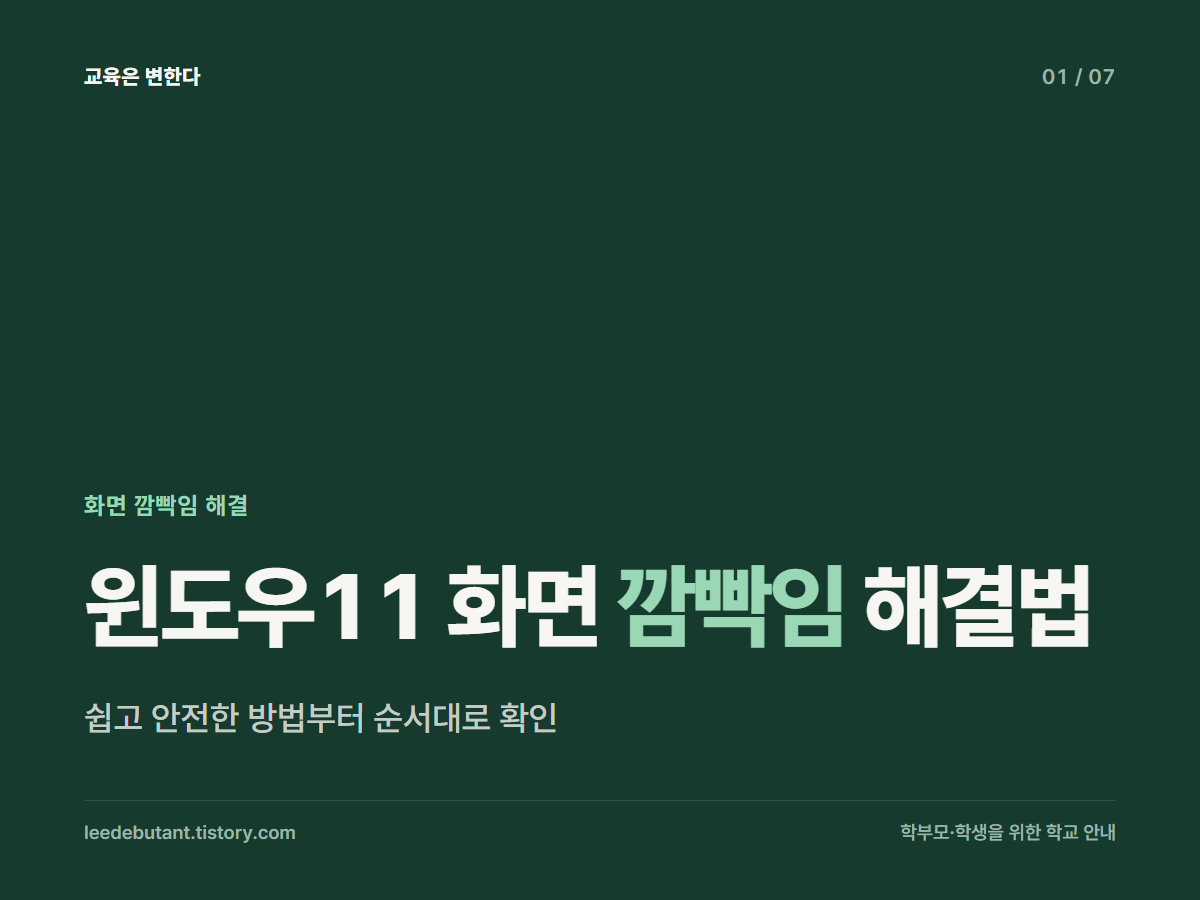 교육은 변한다
01 / 07
화면 깜빡임 해결
윈도우11 화면 깜빡임 해결법
쉽고 안전한 방법부터 순서대로 확인
leedebutant.tistory.com
학부모·학생을 위한 학교 안내